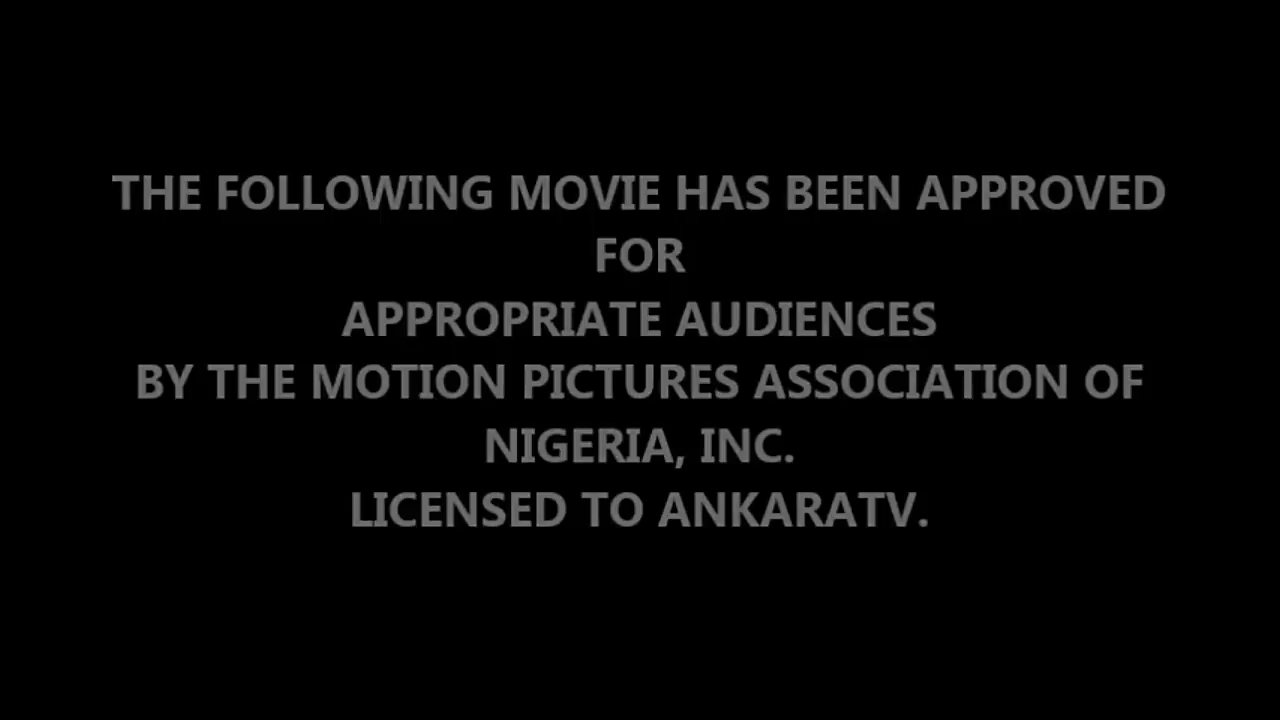 THE FOLLOWING MOVIE HAS BEEN APPROVED
FOR
APPROPRIATE AUDIENCES
BY THE MOTION PICTURES ASSOCIATION OF
NIGERIA, INC.
LICENSED TO ANKARATV.